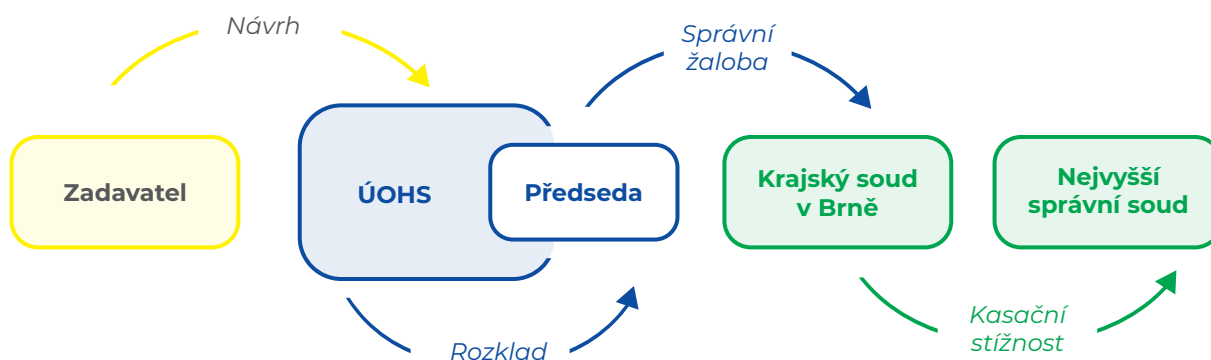 Návrh
Správní
žaloba
Zadavatel
ÚOHS
Předseda
Krajský soud
v Brně
Nejvyšší
správní soud
Rozklad
Kasační
stížnost